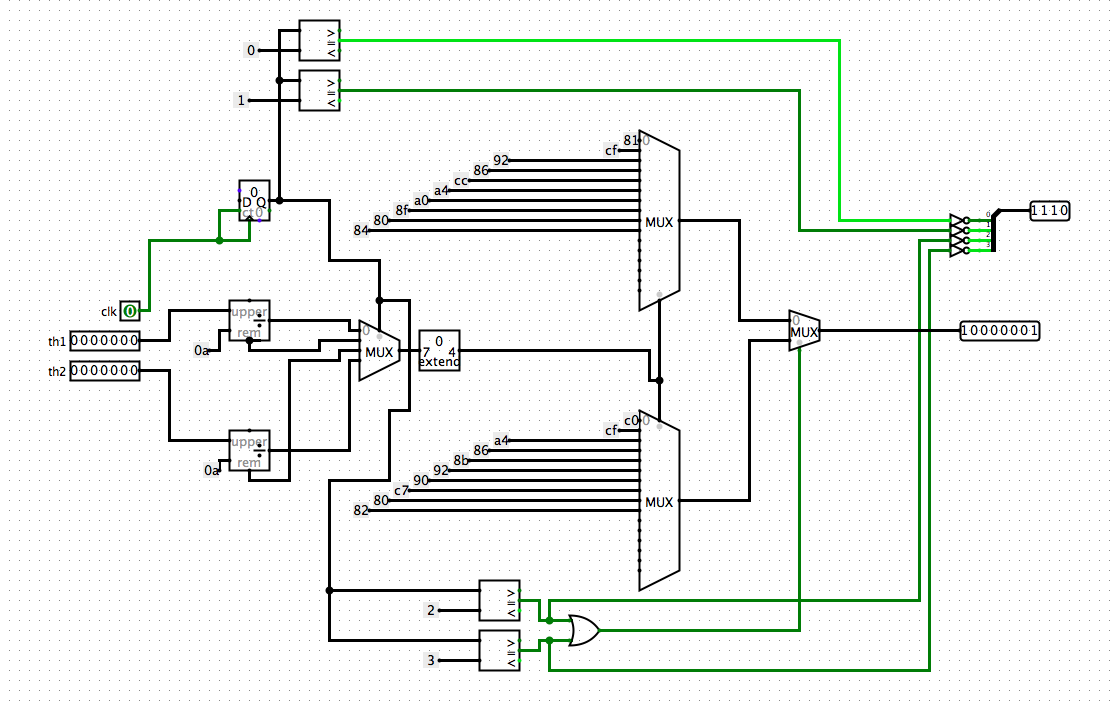 0
>
=
<
1
>
=
<
0
D Q
ct0
clk 0
th1 0000000
th2 0000000
upper
÷
rem
0a
upper
÷
rem
0a
0
MUX
0
7 4
extend
81 0
cf
92
86
cc
a4
a0
8f
80
84
MUX
c0 0
cf
a4
86
8b
92
90
c7
80
82
MUX
2
>
=
<
3
>
=
<
0
MUX
0
1
2
3
1110
10000001